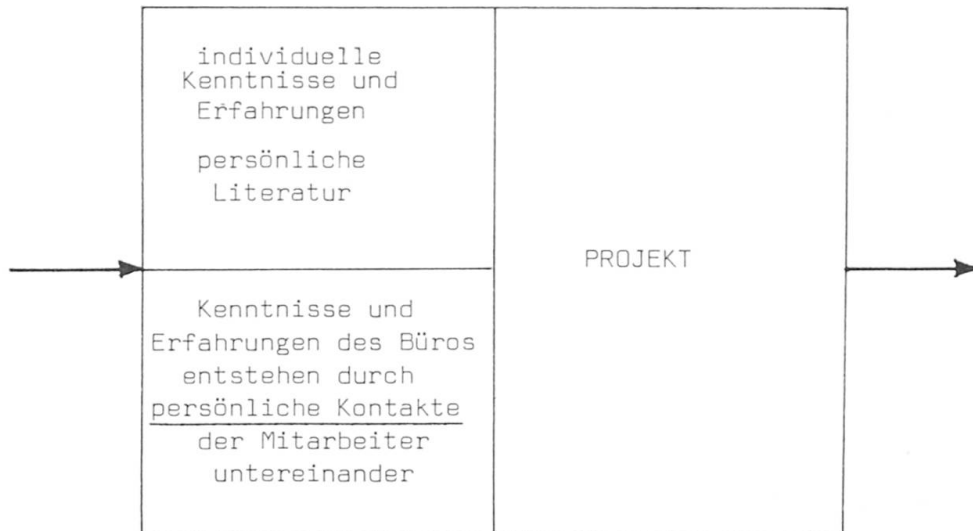 individuelle
Kenntnisse und
Erfahrungen
persönliche
Literatur
Kenntnisse und
Erfahrungen des Büros
entstehen durch
persönliche Kontakte
der Mitarbeiter
untereinander
PROJEKT